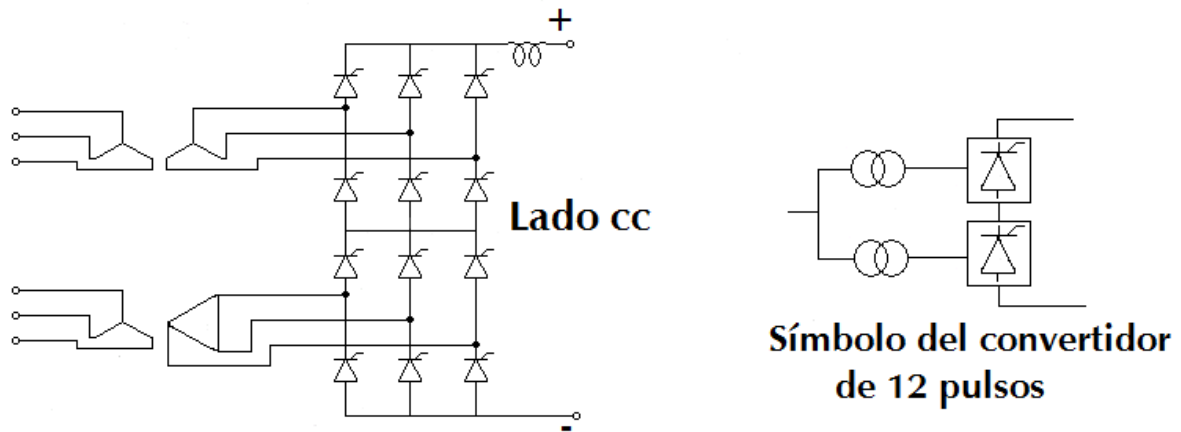 +
Lado cc
-
Símbolo del convertidor
de 12 pulsos